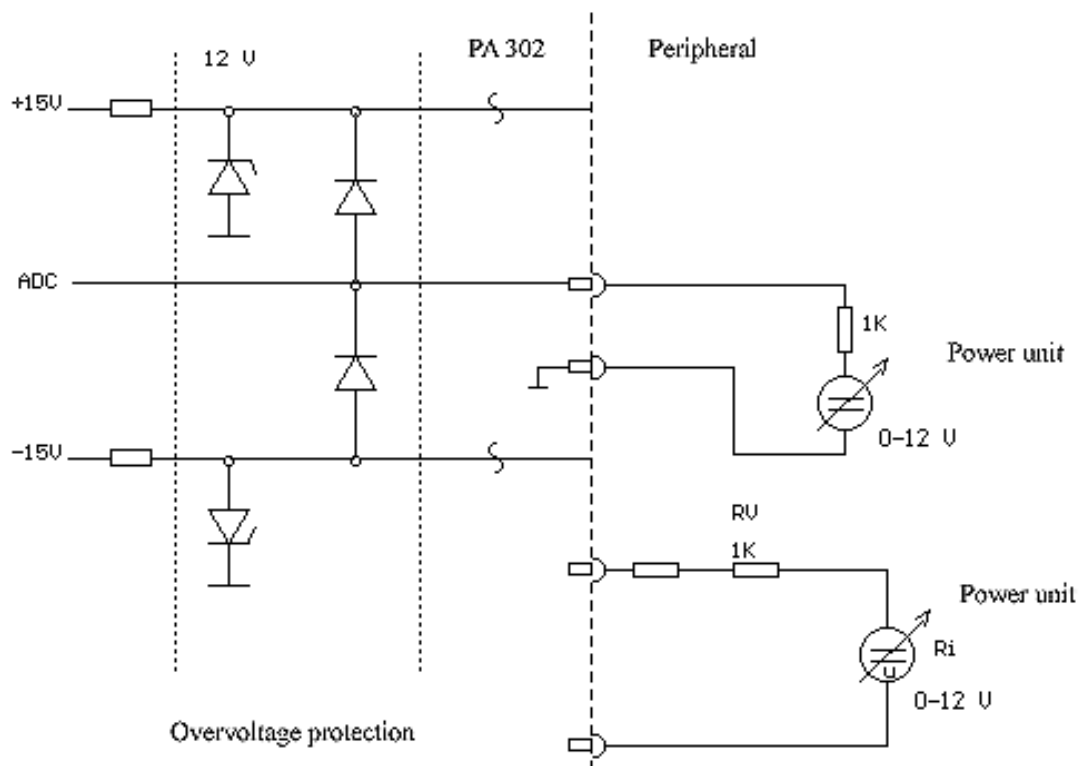 12 V
PA 302
Peripheral
+15V
ADC
1K
Power unit
0-12 V
-15V
RV
1K
Power unit
Ri
U
0-12 V
Overvoltage protection